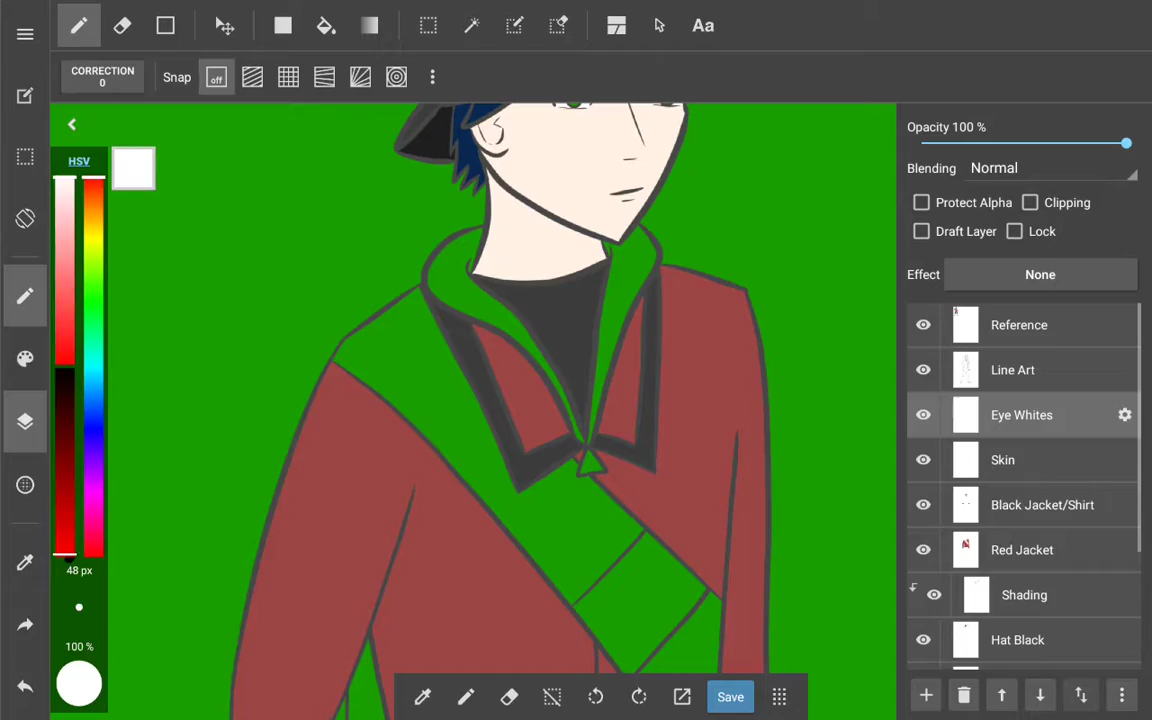 Aa
CORRECTION
0
Snap
off
HSV
48 px
100 %
Opacity 100 %
Blending Normal
Protect Alpha Clipping
Draft Layer Lock
Effect None
Reference
Line Art
Eye Whites
Skin
Black Jacket/Shirt
Red Jacket
Shading
Hat Black
Save